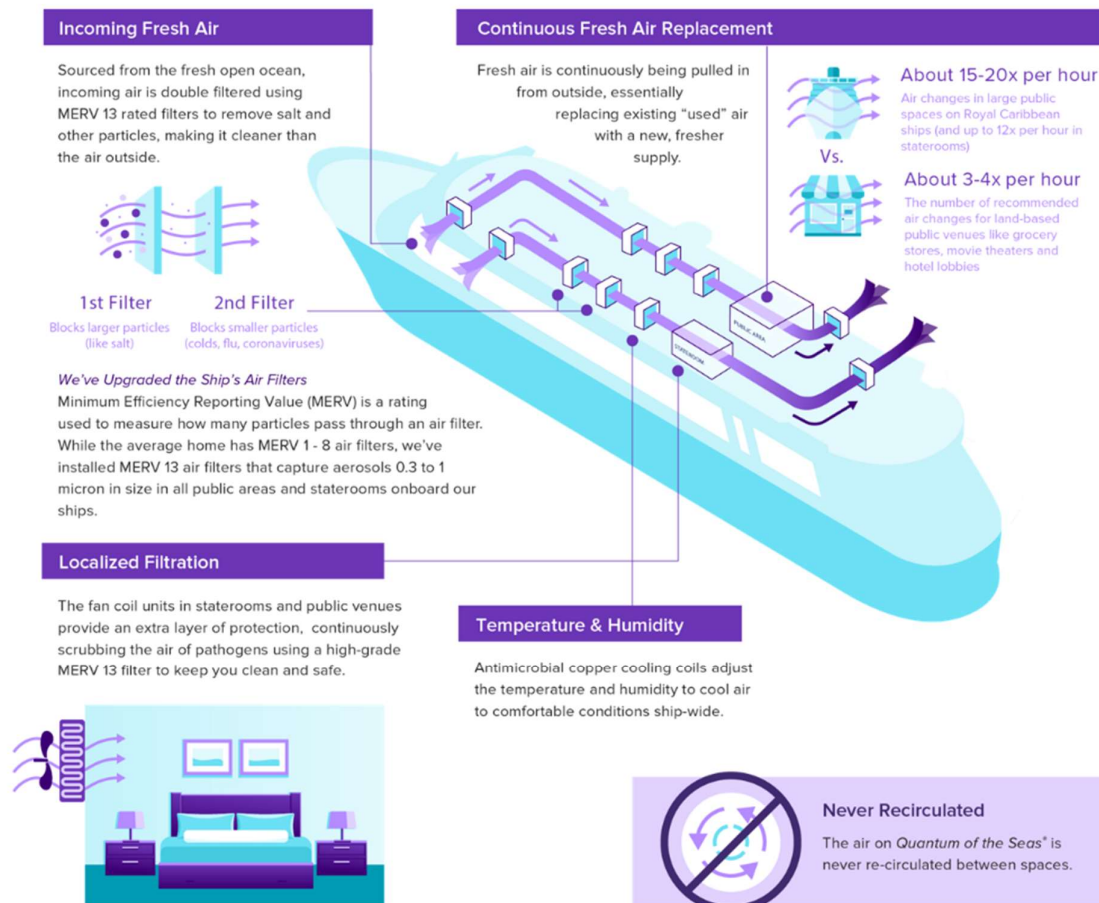 Incoming Fresh Air
Sourced from the fresh open ocean,
incoming air is double filtered using
MERV 13 rated filters to remove salt and
other particles, making it cleaner than
the air outside.
1st Filter
Blocks larger particles
(like salt)
2nd Filter
Blocks smaller particles
(colds, flu, coronaviruses)
We’ve Upgraded the Ship’s Air Filters
Minimum Efficiency Reporting Value (MERV) is a rating
used to measure how many particles pass through an air filter.
While the average home has MERV 1 - 8 air filters, we’ve
installed MERV 13 air filters that capture aerosols 0.3 to 1
micron in size in all public areas and staterooms onboard our
ships.
Continuous Fresh Air Replacement
Fresh air is continuously being pulled in
from outside, essentially
replacing existing “used” air
with a new, fresher
supply.
About 15-20x per hour
Air changes in large public
spaces on Royal Caribbean
ships (and up to 12x per hour in
staterooms)
Vs.
About 3-4x per hour
The number of recommended
air changes for land-based
public venues like grocery
stores, movie theaters and
hotel lobbies
PUBLIC AREA
STATEROOM
Localized Filtration
The fan coil units in staterooms and public venues
provide an extra layer of protection, continuously
scrubbing the air of pathogens using a high-grade
MERV 13 filter to keep you clean and safe.
Temperature & Humidity
Antimicrobial copper cooling coils adjust
the temperature and humidity to cool air
to comfortable conditions ship-wide.
Never Recirculated
The air on Quantum of the Seas® is
never re-circulated between spaces.